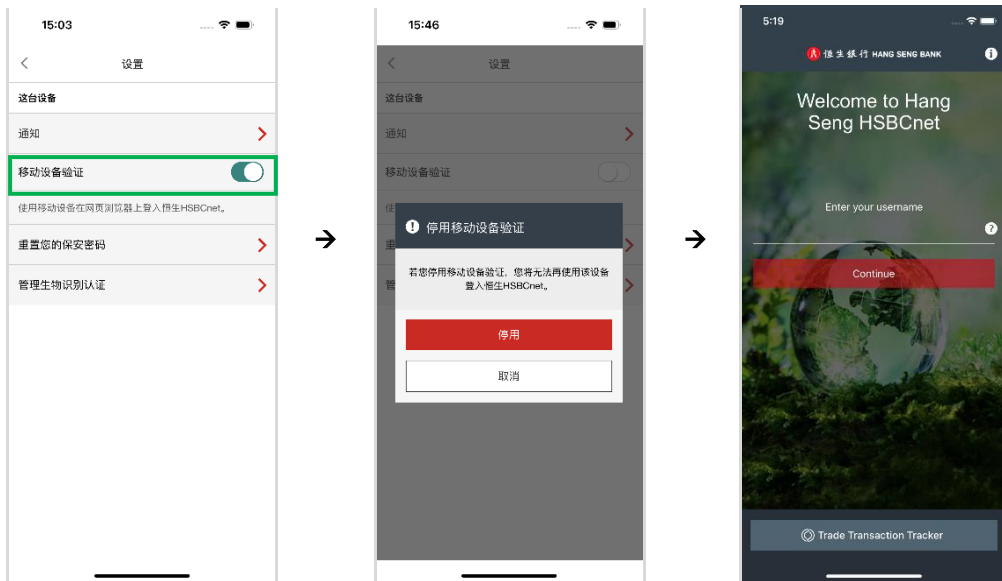 15:03
设置
这台设备
通知
移动设备验证
使用移动设备在网页浏览器上登入恒生HSBCnet。
重置您的保安密码
管理生物识别认证
→
15:46
设置
这台设备
通知
移动设备验证
使
重
管
停用移动设备验证
若您停用移动设备验证，您将无法再使用该设备
登入恒生HSBCnet。
停用
取消
→
5:19
恒生銀行 HANG SENG BANK
Welcome to Hang
Seng HSBCnet
Enter your username
Continue
Trade Transaction Tracker